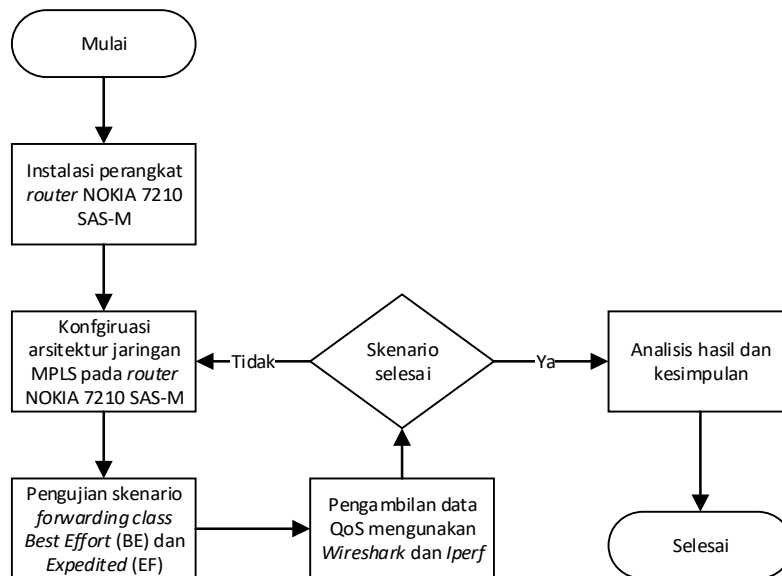 Mulai
Instalasi perangkat
router NOKIA 7210
SAS-M
Konfgiruasi
arsitektur jaringan
MPLS pada router
NOKIA 7210 SAS-M
Tidak
Skenario
selesai
Ya
Analisis hasil dan
kesimpulan
Pengujian skenario
forwarding class
Best Effort (BE) dan
Expedited (EF)
Pengambilan data
QoS mengunakan
Wireshark dan Iperf
Selesai